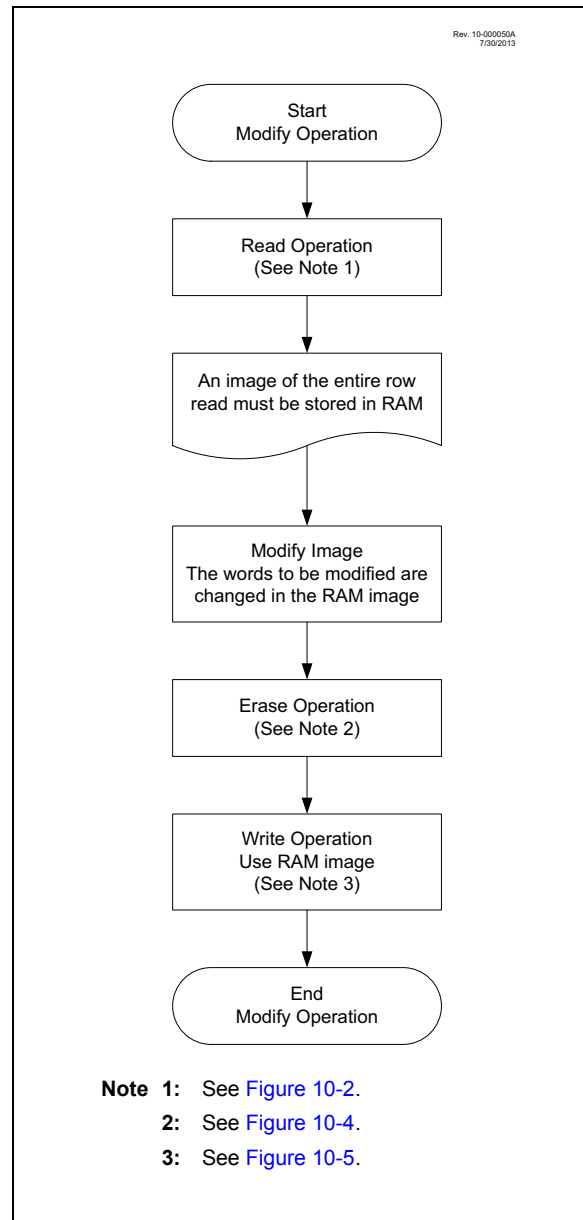 Rev. 10-000050A
7/30/2013
Start
Modify Operation
Read Operation
(See Note 1)
An image of the entire row
read must be stored in RAM
Modify Image
The words to be modified are
changed in the RAM image
Erase Operation
(See Note 2)
Write Operation
Use RAM image
(See Note 3)
End
Modify Operation
Note 1: See Figure 10-2.
2: See Figure 10-4.
3: See Figure 10-5.